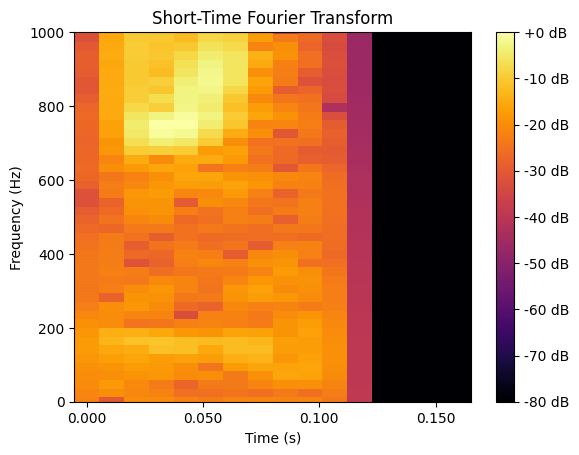 Short-Time Fourier Transform
1000
800
600
400
200
0
Frequency (Hz)
0.000
0.050
0.100
0.150
Time (s)
+0 dB
-10 dB
-20 dB
-30 dB
-40 dB
-50 dB
-60 dB
-70 dB
-80 dB